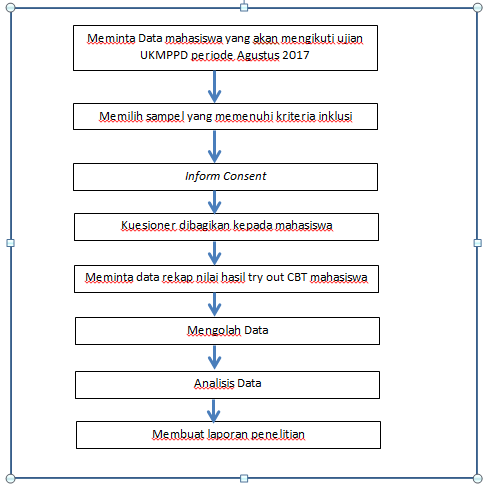 Meminta Data mahasiswa yang akan mengikuti ujian
UKMPPD periode Agustus 2017
Memilih sampel yang memenuhi kriteria inklusi
Inform Consent
Kuesioner dibagikan kepada mahasiswa
Meminta data rekap nilai hasil try out CBT mahasiswa
Mengolah Data
Analisis Data
Membuat laporan penelitian